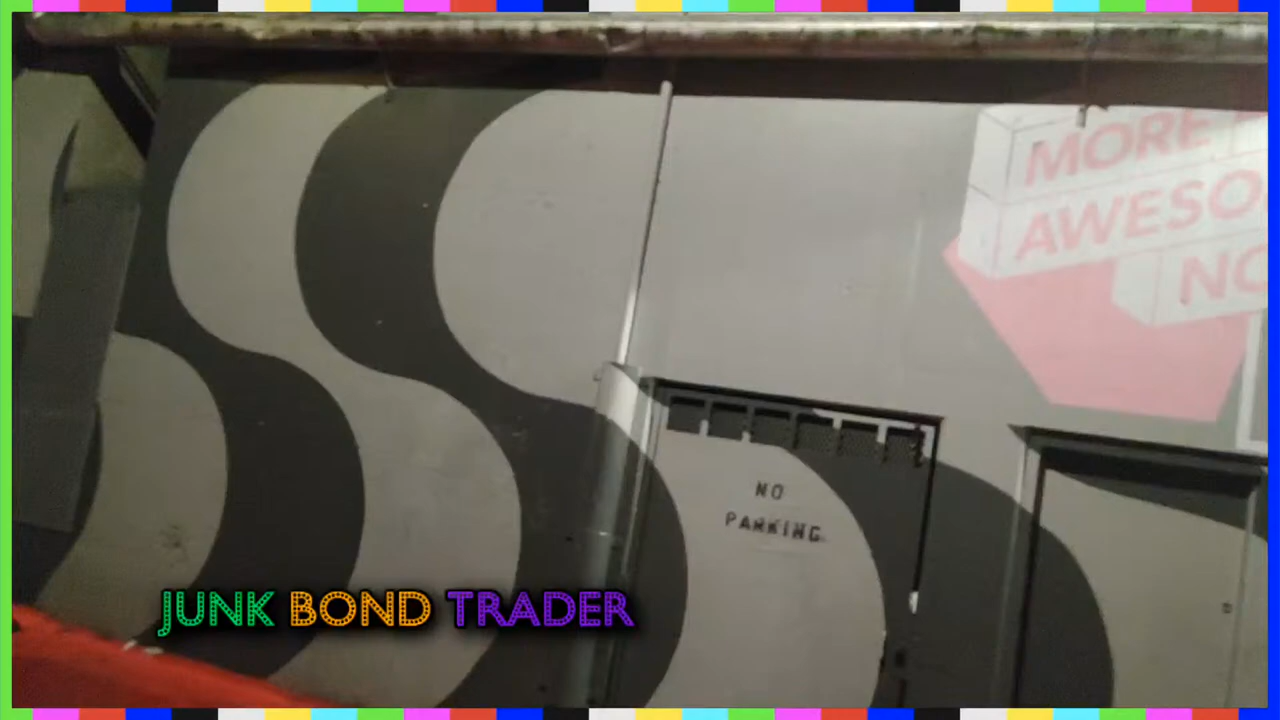 MORE
AWESO
NO
NO
PARKING
JUNK BOND TRADER